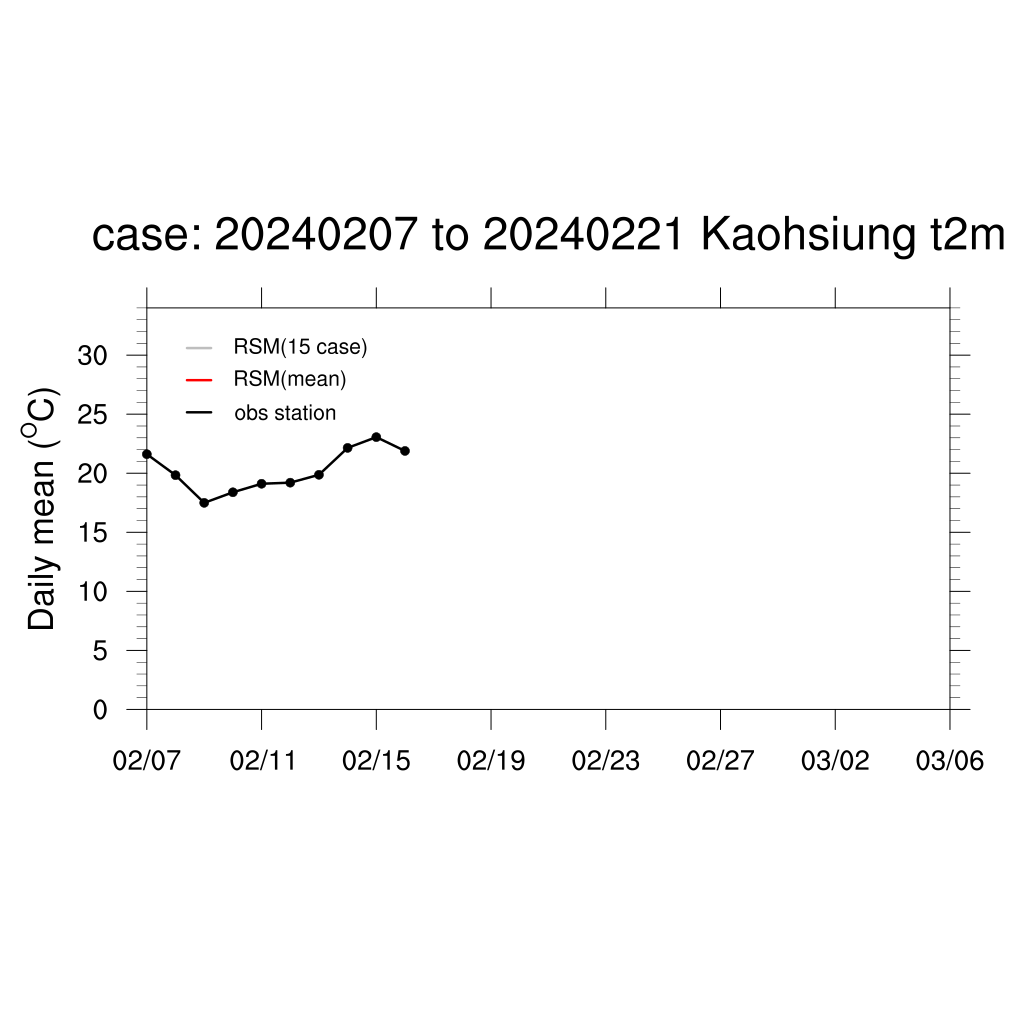 case: 20240207 to 20240221 Kaohsiung t2m
RSM(15 case)
RSM(mean)
obs station
Daily mean (°C)
30
25
20
15
10
5
0
02/07 02/11 02/15 02/19 02/23 02/27 03/02 03/06